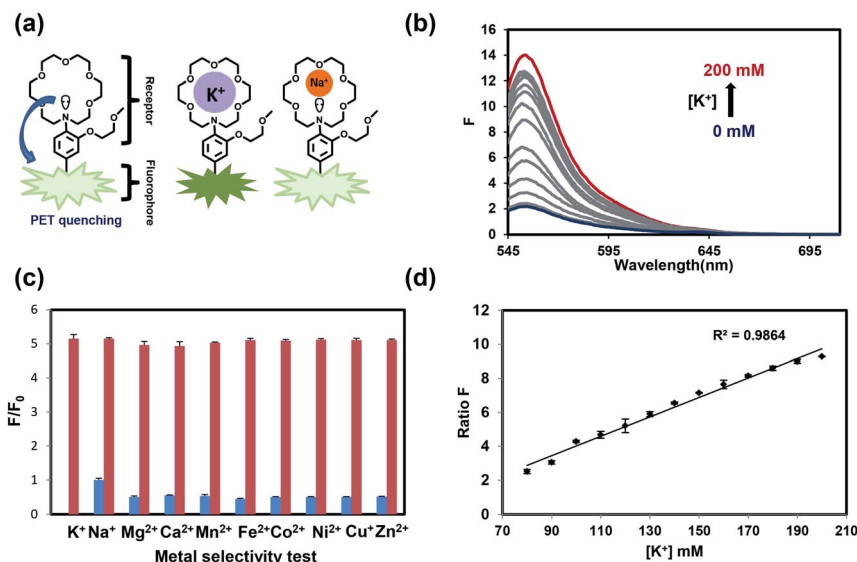 (a)
K⁺
Na⁺
O O
O O
O O
N
O
O
O O
O O
O O
N
O
O
O O
O O
O O
N
O
O
Receptor
Fluorophore
PET quenching
(b)
16
14
12
10
8
6
4
2
0
F
200 mM
[K⁺]
0 mM
545 595 645 695
Wavelength(nm)
(c)
6
5
4
3
2
1
0
F/F₀
K⁺ Na⁺ Mg²⁺ Ca²⁺ Mn²⁺ Fe²⁺ Co²⁺ Ni²⁺ Cu⁺ Zn²⁺
Metal selectivity test
(d)
12
10
8
6
4
2
0
Ratio F
R² = 0.9864
70 90 110 130 150 170 190 210
[K⁺] mM